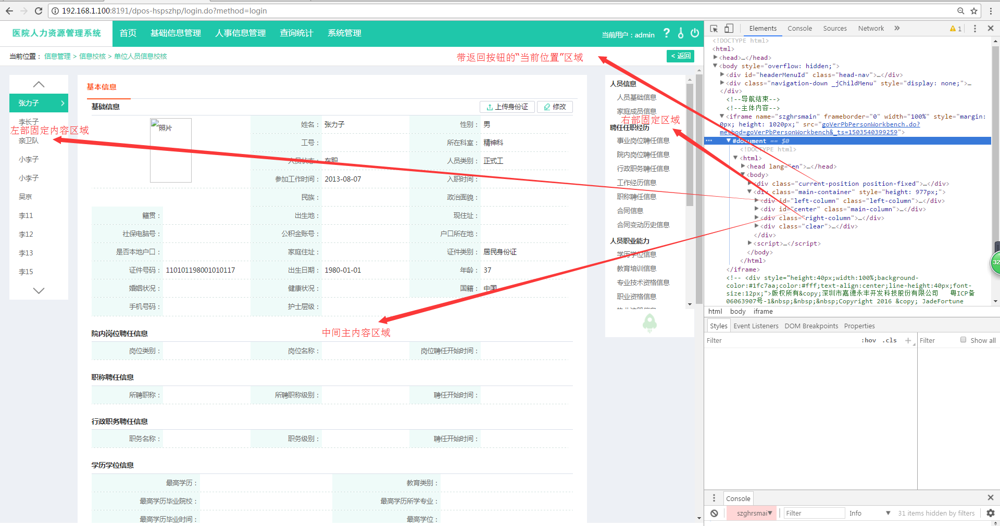 192.168.1.100:8191/dpos-hspszhp/login.do?method=login
医院人力资源管理系统
首页 基础信息管理 人事信息管理 查询统计 系统管理
当前用户：admin
当前位置： 信息管理 > 信息校核 > 单位人员信息校核
带返回按钮的“当前位置”区域
< 返回
张力子
李长子
左部固定内容区域
亲卫队
小李子
小李子
吴京
李11
李12
李13
李15
基本信息
基础信息
上传身份证 修改
照片
姓名： 张力子 性别： 男
工号： 所在科室： 精神科
人员状态： 在职 人员类别： 正式工
参加工作时间： 2013-08-07 入职时间：
民族： 政治面貌：
籍贯： 出生地： 现住址：
社保电脑号： 公积金账号： 户口所在地：
是否本地户口： 家庭住址： 证件类别： 居民身份证
证件号码： 110101198001010117 出生日期： 1980-01-01 年龄： 37
婚姻状况： 健康状况： 国籍： 中国
手机号码： 护士层级：
中间主内容区域
院内岗位聘任信息
岗位类别： 岗位名称： 岗位聘任开始时间：
职称聘任信息
所聘职称： 所聘职称级别： 聘任开始时间：
行政职务聘任信息
职务名称： 职务级别： 聘任开始时间：
学历学位信息
最高学历： 教育类别：
最高学历毕业院校： 最高学历所学专业：
最高学历毕业时间： 最高学位：
人员信息
人员基础信息
家庭成员信息
右部固定区域
聘任任职经历
事业岗位聘任信息
院内岗位聘任信息
行政职务聘任信息
工作经历信息
职称聘任信息
合同信息
合同变动历史信息
人员职业能力
学历学位信息
教育培训信息
专业技术资格信息
职业资格信息
Elements Console Sources Network » 1
<!DOCTYPE html>
<html>
<head>…</head>
<body style="overflow: hidden;">
<div id="headerMenuId" class="head-nav">…</div>
<div class="navigation-down _jChildMenu" style="display: none;">…
</div>
<!--导航结束-->
<!--主体内容-->
<iframe name="szghrsmain" frameborder="0" width="100%" style="margin:
0px; height: 1020px;" src="goVerPbPersonWorkbench.do?
method=goVerPbPersonWorkbench&_ts=1503540399259">
#document == $0
<!DOCTYPE html>
<html>
<head lang="en">…</head>
<body>
<div class="current-position position-fixed">…</div>
<div class="main-container" style="height: 977px;">
<div id="left-column" class="left-column">…</div>
<div id="center" class="main-column">…</div>
<div class="right-column">…</div>
<div class="clear">…</div>
</div>
<script>…</script>
</body>
</html>
</iframe>
<!-- <div style="height:40px;width:100%;background-
color:#1fc7aa;color:#fff;text-align:center;line-height:40px;font-
size:12px;">版权所有&copy;深圳市嘉德永丰开发科技股份有限公司 粤ICP备
06063907号-1&nbsp;&nbsp;&nbsp;Copyright 2016 &copy; JadeFortune
32
html body iframe
Styles Event Listeners DOM Breakpoints Properties
Filter :hov .cls + Filter Show all
Console
szghrsmai▼ Filter Info ▼ 31 items hidden by filters